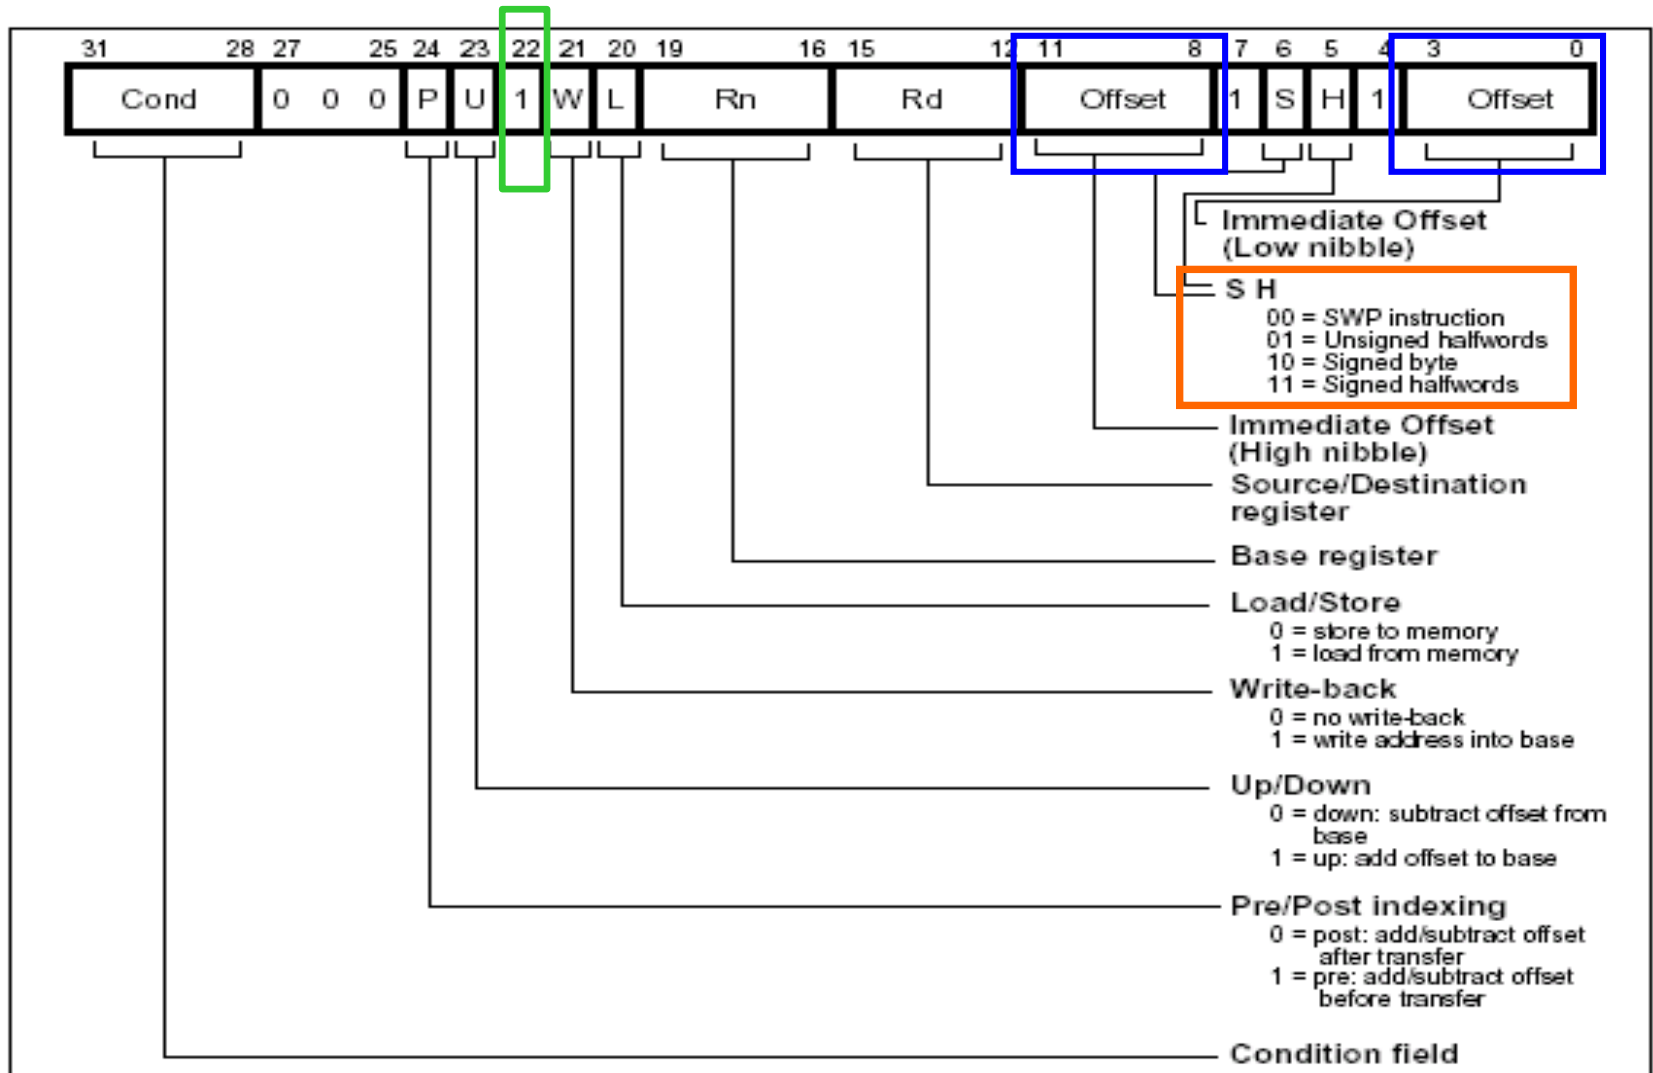 31 28 27 25 24 23 22 21 20 19 16 15 12 11 8 7 6 5 4 3 0
Cond 0 0 0 P U 1 W L Rn Rd Offset 1 S H 1 Offset
Immediate Offset
(Low nibble)
S H
00 = SWP instruction
01 = Unsigned halfwords
10 = Signed byte
11 = Signed halfwords
Immediate Offset
(High nibble)
Source/Destination
register
Base register
Load/Store
0 = store to memory
1 = load from memory
Write-back
0 = no write-back
1 = write address into base
Up/Down
0 = down: subtract offset from
base
1 = up: add offset to base
Pre/Post indexing
0 = post: add/subtract offset
after transfer
1 = pre: add/subtract offset
before transfer
Condition field